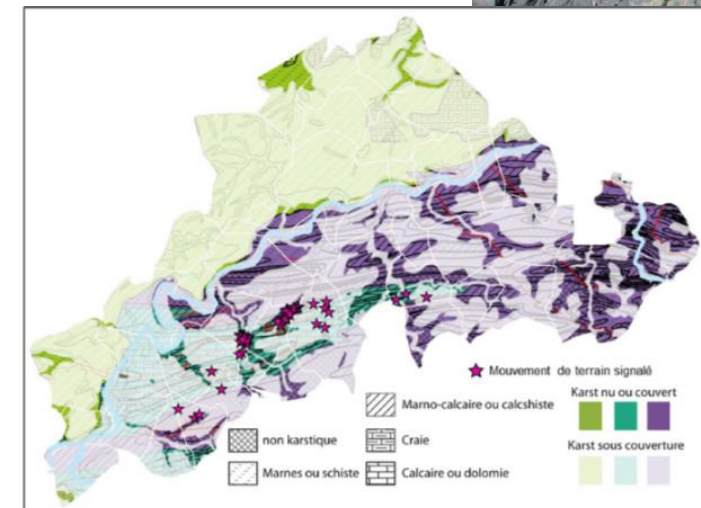 Mouvement de terrain signalé
Karst nu ou couvert
Karst sous couverture
Marno-calcaire ou calcshiste
non karstique
Craie
Marnes ou schiste
Calcaire ou dolomie